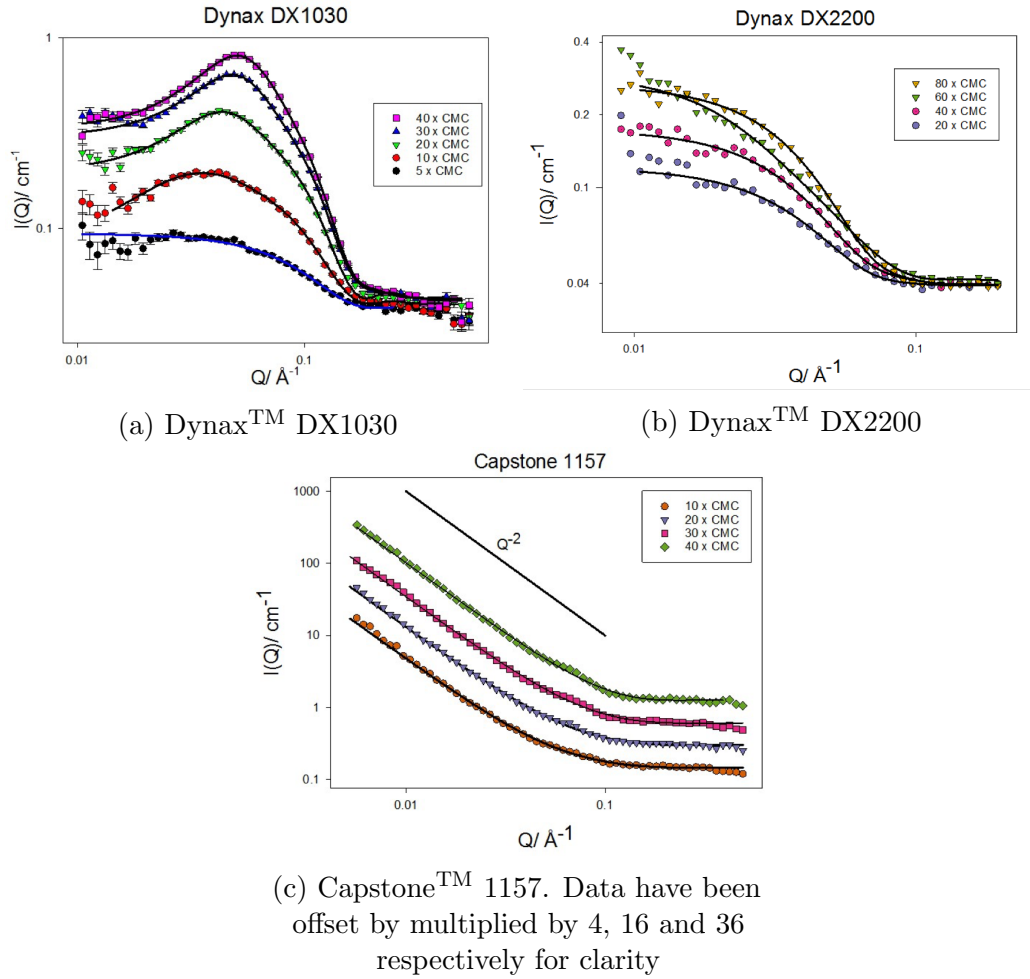 Dynax DX1030
1
0.1
I(Q)/ cm-1
40 x CMC
30 x CMC
20 x CMC
10 x CMC
5 x CMC
0.01
0.1
Q/ Å-1
(a) Dynax™ DX1030
Dynax DX2200
0.4
0.2
0.1
0.04
I(Q)/ cm-1
80 x CMC
60 x CMC
40 x CMC
20 x CMC
0.01
0.1
Q/ Å-1
(b) Dynax™ DX2200
Capstone 1157
1000
100
10
1
0.1
I(Q)/ cm-1
Q-2
10 x CMC
20 x CMC
30 x CMC
40 x CMC
0.01
0.1
Q/ Å-1
(c) Capstone™ 1157. Data have been
offset by multiplied by 4, 16 and 36
respectively for clarity